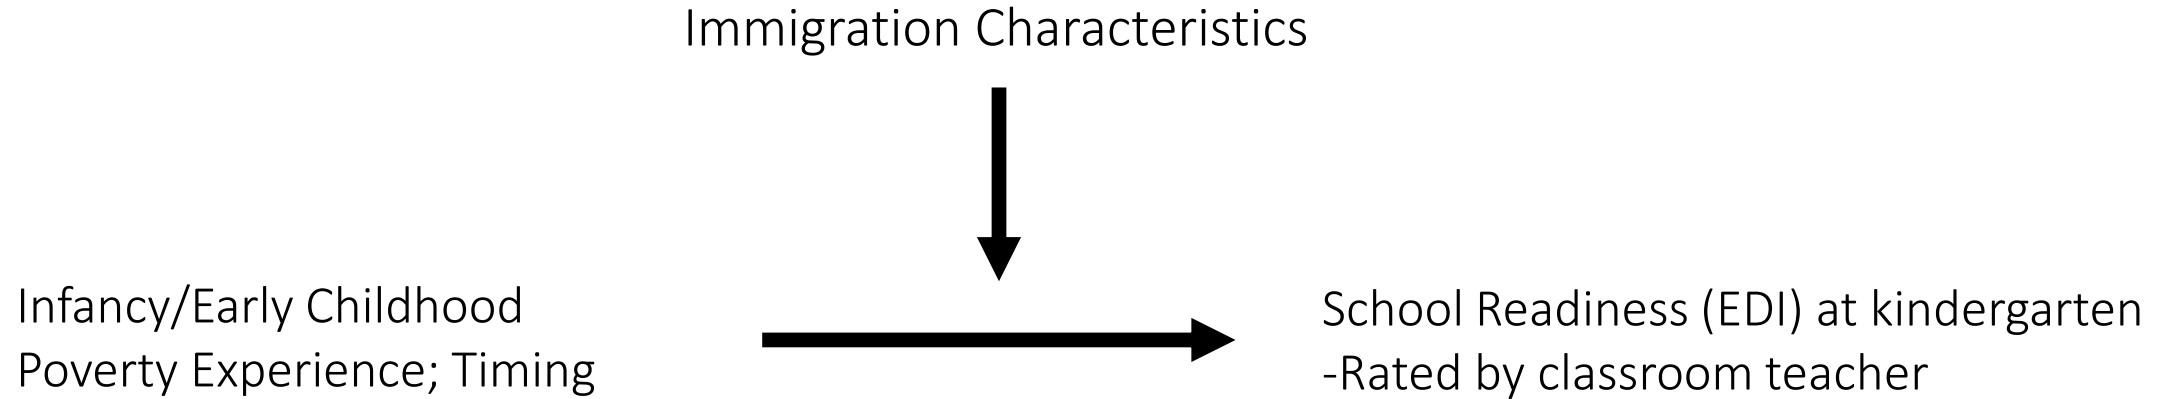 Immigration Characteristics
Infancy/Early Childhood
Poverty Experience; Timing
School Readiness (EDI) at kindergarten
-Rated by classroom teacher